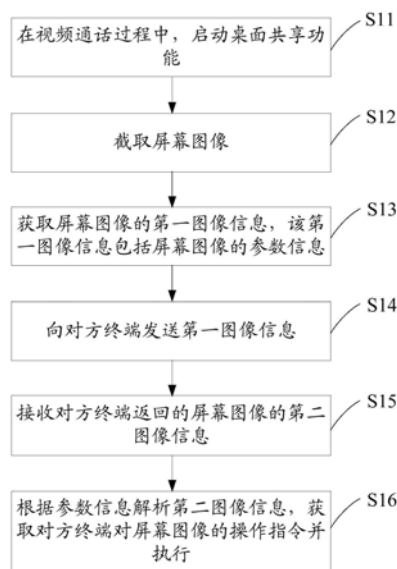 在视频通话过程中，启动桌面共享功
能
S11
截取屏幕图像
S12
获取屏幕图像的第一图像信息，该第
一图像信息包括屏幕图像的参数信息
S13
向对方终端发送第一图像信息
S14
接收对方终端返回的屏幕图像的第二
图像信息
S15
根据参数信息解析第二图像信息，获
取对方终端对屏幕图像的操作指令并
执行
S16